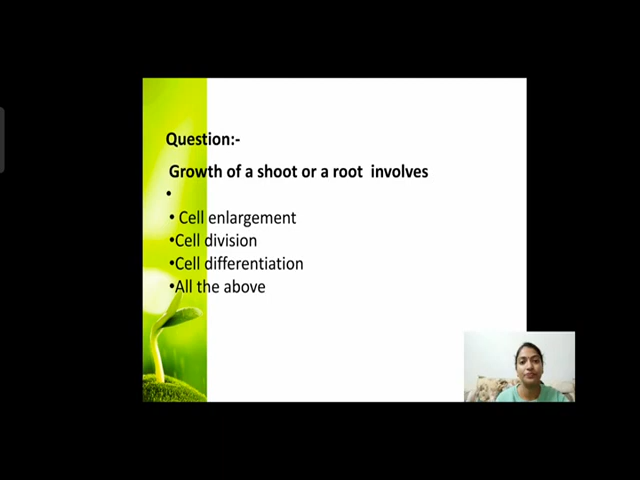 Question:-
Growth of a shoot or a root involves
•
• Cell enlargement
•Cell division
•Cell differentiation
•All the above